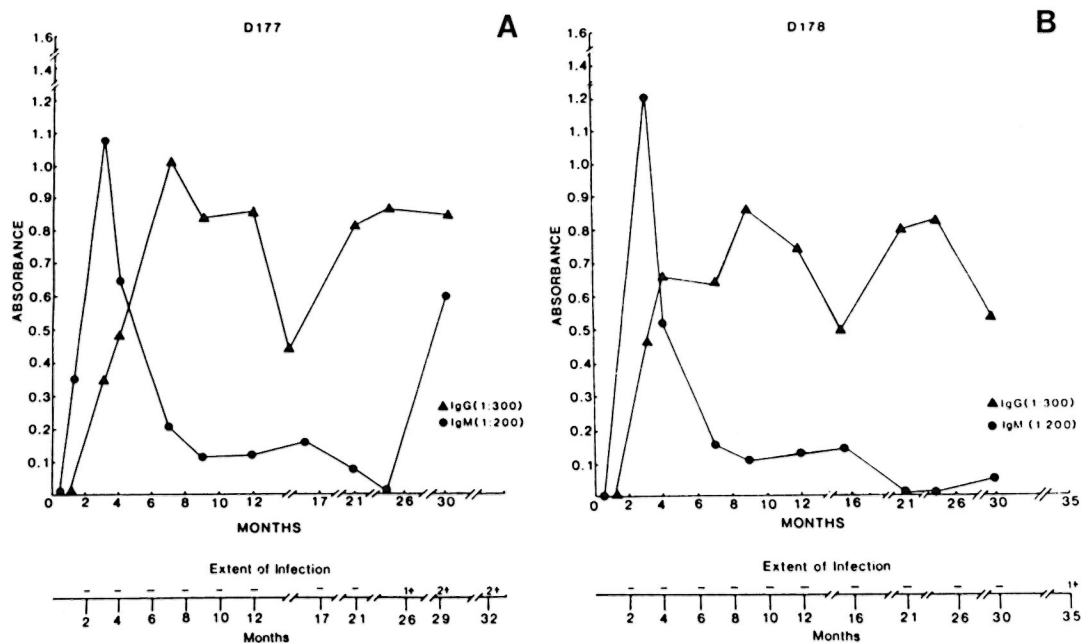 D177
A
1.6
1.4
1.2
1.1
1.0
0.9
0.8
0.7
0.6
0.5
0.4
0.3
0.2
0.1
ABSORBANCE
▲IgG(1:300)
●IgM(1:200)
0 2 4 6 8 10 12 17 21 26 30
MONTHS
Extent of Infection
– – – – – – – – 1+ 2+ 2+
2 4 6 8 10 12 17 21 26 29 32
Months
D178
B
1.6
1.4
1.2
1.1
1.0
0.9
0.8
0.7
0.6
0.5
0.4
0.3
0.2
0.1
ABSORBANCE
▲IgG(1:300)
●IgM(1:200)
0 2 4 6 8 10 12 16 21 26 30 35
MONTHS
Extent of Infection
– – – – – – – – – – 1+
2 4 6 8 10 12 16 21 26 30 35
Months